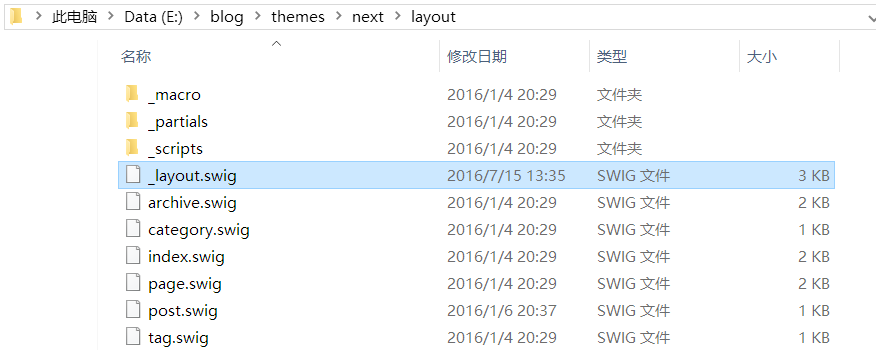 此电脑 > Data (E:) > blog > themes > next > layout
名称 修改日期 类型 大小
_macro 2016/1/4 20:29 文件夹
_partials 2016/1/4 20:29 文件夹
_scripts 2016/1/4 20:29 文件夹
_layout.swig 2016/7/15 13:35 SWIG 文件 3 KB
archive.swig 2016/1/4 20:29 SWIG 文件 2 KB
category.swig 2016/1/4 20:29 SWIG 文件 1 KB
index.swig 2016/1/4 20:29 SWIG 文件 2 KB
page.swig 2016/1/4 20:29 SWIG 文件 2 KB
post.swig 2016/1/6 20:37 SWIG 文件 1 KB
tag.swig 2016/1/4 20:29 SWIG 文件 1 KB